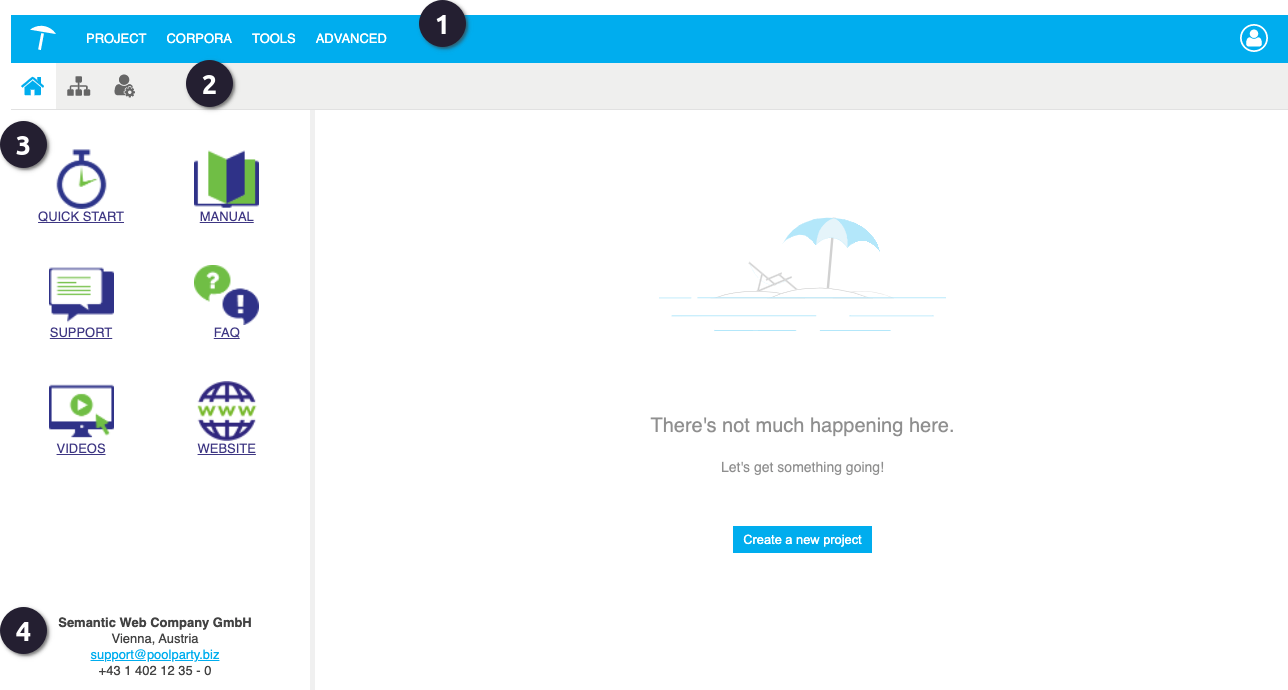 1
PROJECT CORPORA TOOLS ADVANCED
2
3
QUICK START MANUAL
? !
SUPPORT FAQ
WWW
VIDEOS WEBSITE
There's not much happening here.
Let's get something going!
Create a new project
4
Semantic Web Company GmbH
Vienna, Austria
support@poolparty.biz
+43 1 402 12 35 - 0